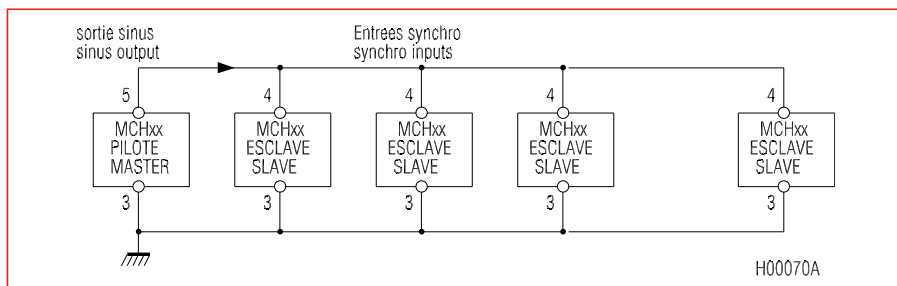 sortie sinus
sinus output
Entrees synchro
synchro inputs
5
4
4
4
4
MCHxx
PILOTE
MASTER
MCHxx
ESCLAVE
SLAVE
MCHxx
ESCLAVE
SLAVE
MCHxx
ESCLAVE
SLAVE
MCHxx
ESCLAVE
SLAVE
3
3
3
3
3
H00070A